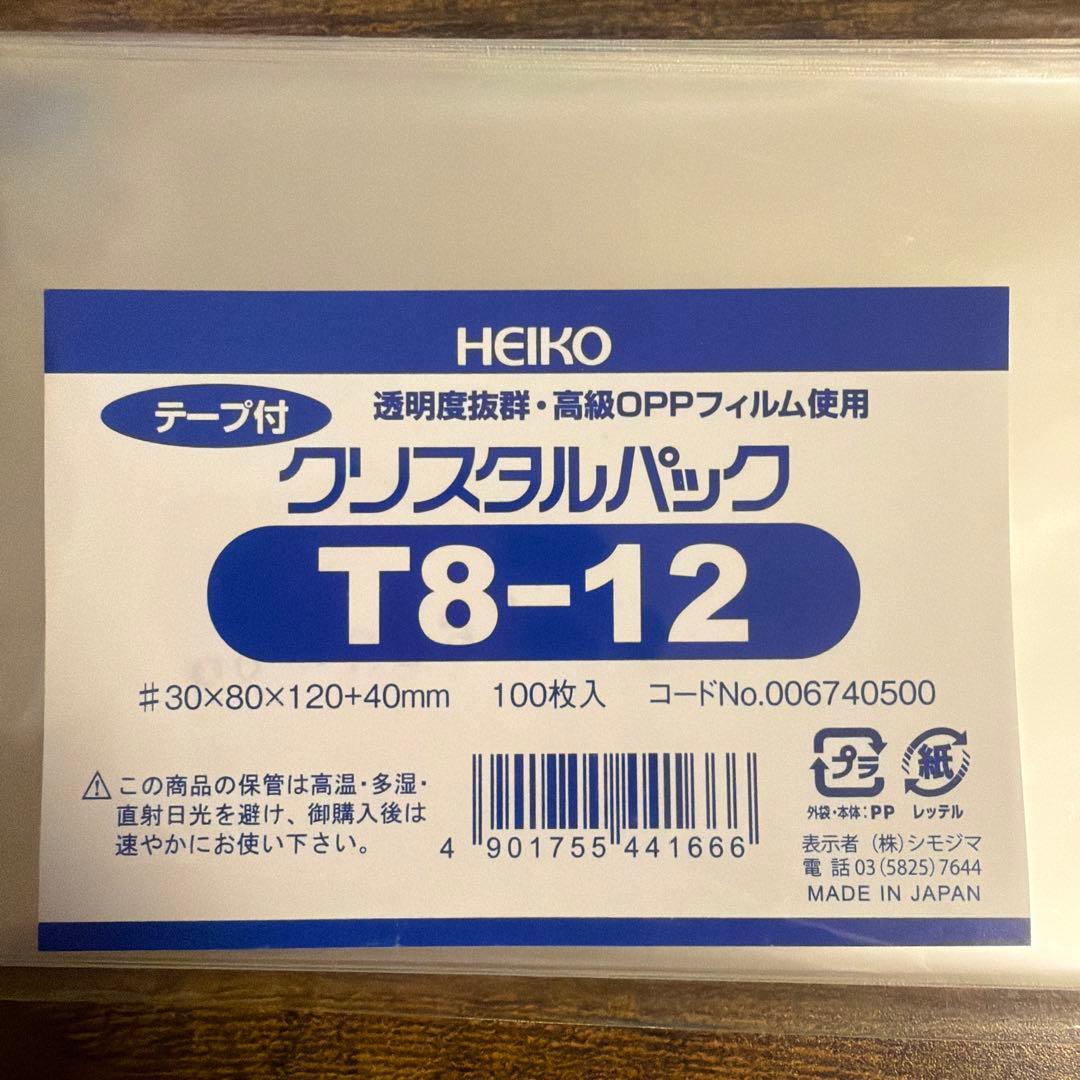 HEIKO
テープ付
透明度抜群・高級OPPフィルム使用
クリスタルパック
T8-12
#30×80×120+40mm 100枚入 コードNo.006740500
⚠この商品の保管は高温・多湿・
直射日光を避け、御購入後は
速やかにお使い下さい。
4 901755 441666
プラ
外袋・本体:PP
紙
レッテル
表示者 (株)シモジマ
電話 03(5825)7644
MADE IN JAPAN